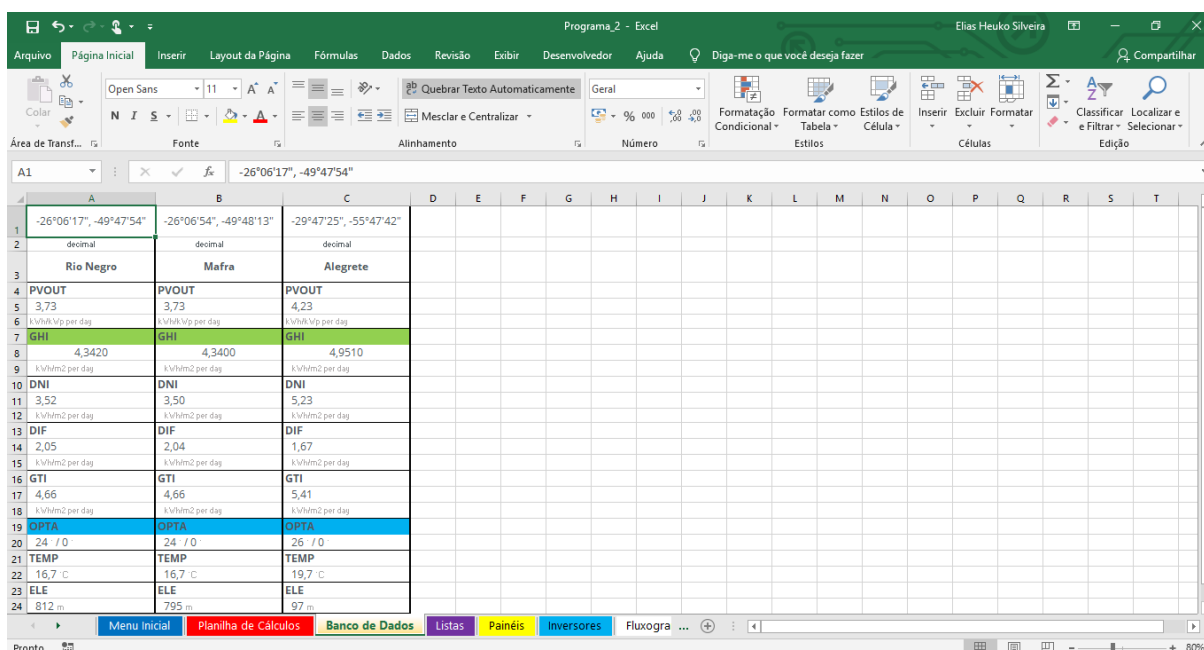 Programa_2 - Excel
Elias Heuko Silveira
Arquivo Página Inicial Inserir Layout da Página Fórmulas Dados Revisão Exibir Desenvolvedor Ajuda Diga-me o que você deseja fazer Compartilhar
Colar
Open Sans 11 A A
N I S A
ab Quebrar Texto Automaticamente
Mesclar e Centralizar
Geral
% 000
Formatação Condicional
Formatar como Tabela
Estilos de Célula
Inserir Excluir Formatar
Classificar e Filtrar
Localizar e Selecionar
Área de Transf... Fonte Alinhamento Número Estilos Células Edição
A1 fx -26°06'17", -49°47'54"
A B C D E F G H I J K L M N O P Q R S T
1 -26°06'17", -49°47'54" -26°06'54", -49°48'13" -29°47'25", -55°47'42"
2 decimal decimal decimal
3 Rio Negro Mafra Alegrete
4 PVOUT PVOUT PVOUT
5 3,73 3,73 4,23
6 kWh/kWp per day kWh/kWp per day kWh/kWp per day
7 GHI GHI GHI
8 4,3420 4,3400 4,9510
9 kWh/m2 per day kWh/m2 per day kWh/m2 per day
10 DNI DNI DNI
11 3,52 3,50 5,23
12 kWh/m2 per day kWh/m2 per day kWh/m2 per day
13 DIF DIF DIF
14 2,05 2,04 1,67
15 kWh/m2 per day kWh/m2 per day kWh/m2 per day
16 GTI GTI GTI
17 4,66 4,66 5,41
18 kWh/m2 per day kWh/m2 per day kWh/m2 per day
19 OPTA OPTA OPTA
20 24 ° / 0 ° 24 ° / 0 ° 26 ° / 0 °
21 TEMP TEMP TEMP
22 16,7 °C 16,7 °C 19,7 °C
23 ELE ELE ELE
24 812 m 795 m 97 m
Menu Inicial Planilha de Cálculos Banco de Dados Listas Painéis Inversores Fluxogra ...
Pronto 80%